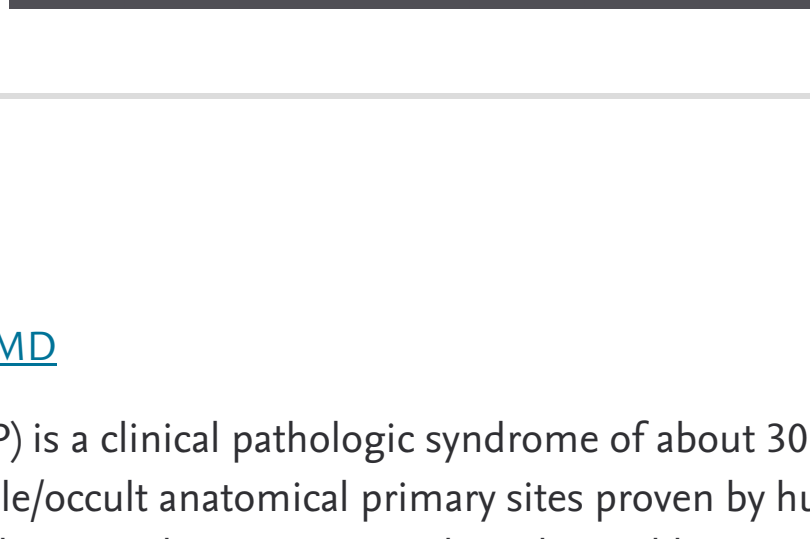 MD
P) is a clinical pathologic syndrome of about 30
le/occult anatomical primary sites proven by hu